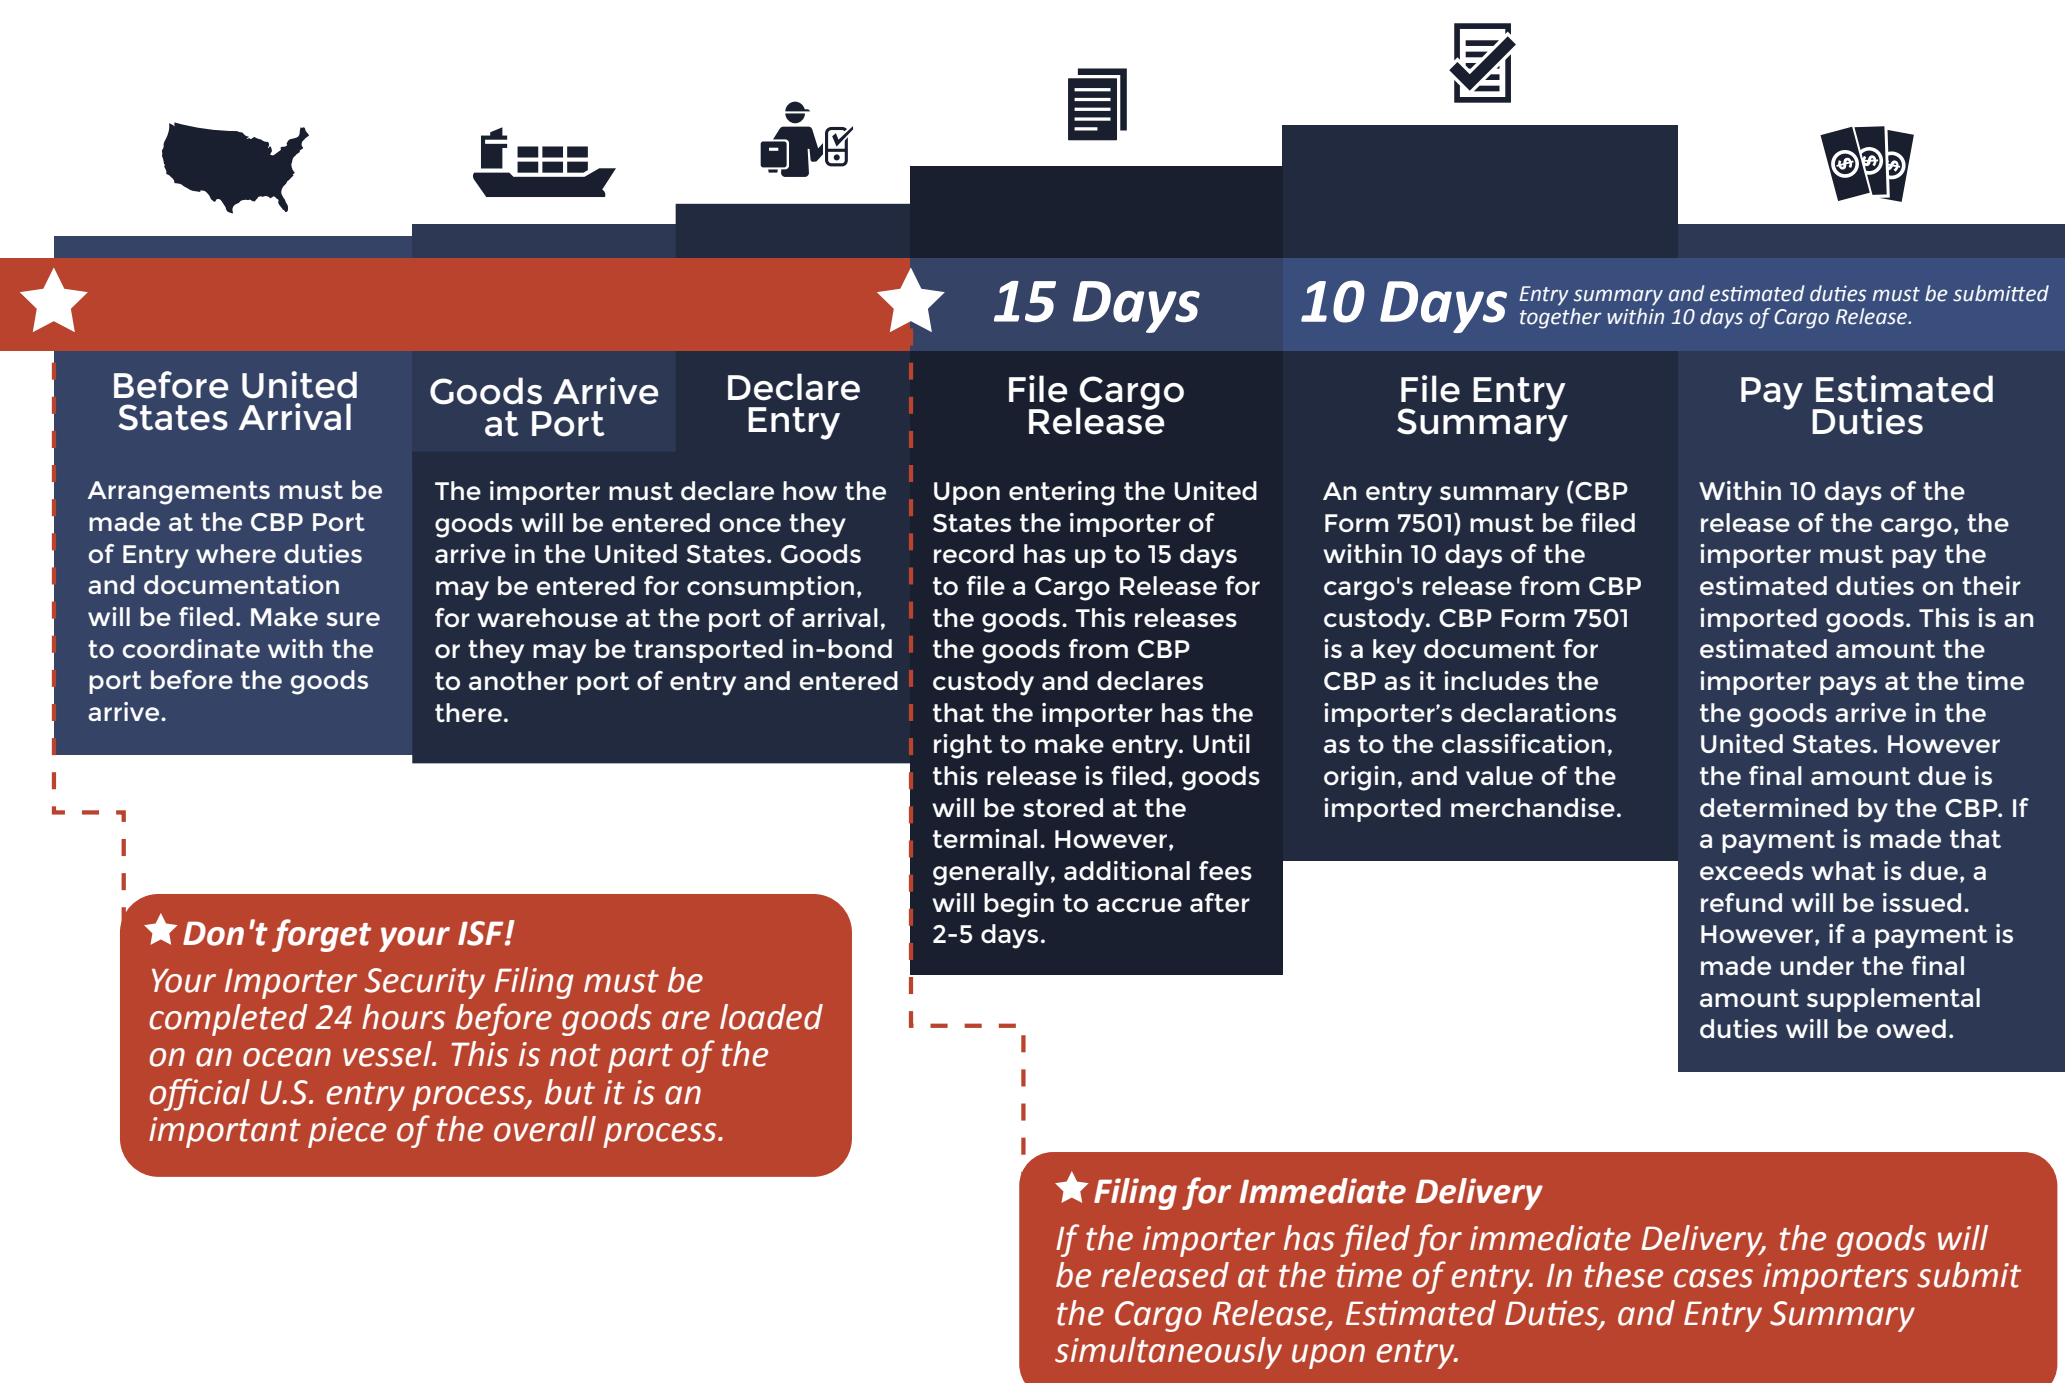 15 Days
10 Days
Entry summary and estimated duties must be submitted
together within 10 days of Cargo Release.
Before United
States Arrival
Arrangements must be
made at the CBP Port
of Entry where duties
and documentation
will be filed. Make sure
to coordinate with the
port before the goods
arrive.
Goods Arrive
at Port
Declare
Entry
The importer must declare how the
goods will be entered once they
arrive in the United States. Goods
may be entered for consumption,
for warehouse at the port of arrival,
or they may be transported in-bond
to another port of entry and entered
there.
File Cargo
Release
Upon entering the United
States the importer of
record has up to 15 days
to file a Cargo Release for
the goods. This releases
the goods from CBP
custody and declares
that the importer has the
right to make entry. Until
this release is filed, goods
will be stored at the
terminal. However,
generally, additional fees
will begin to accrue after
2-5 days.
File Entry
Summary
An entry summary (CBP
Form 7501) must be filed
within 10 days of the
cargo's release from CBP
custody. CBP Form 7501
is a key document for
CBP as it includes the
importer’s declarations
as to the classification,
origin, and value of the
imported merchandise.
Pay Estimated
Duties
Within 10 days of the
release of the cargo, the
importer must pay the
estimated duties on their
imported goods. This is an
estimated amount the
importer pays at the time
the goods arrive in the
United States. However
the final amount due is
determined by the CBP. If
a payment is made that
exceeds what is due, a
refund will be issued.
However, if a payment is
made under the final
amount supplemental
duties will be owed.
Don't forget your ISF!
Your Importer Security Filing must be
completed 24 hours before goods are loaded
on an ocean vessel. This is not part of the
official U.S. entry process, but it is an
important piece of the overall process.
Filing for Immediate Delivery
If the importer has filed for immediate Delivery, the goods will
be released at the time of entry. In these cases importers submit
the Cargo Release, Estimated Duties, and Entry Summary
simultaneously upon entry.